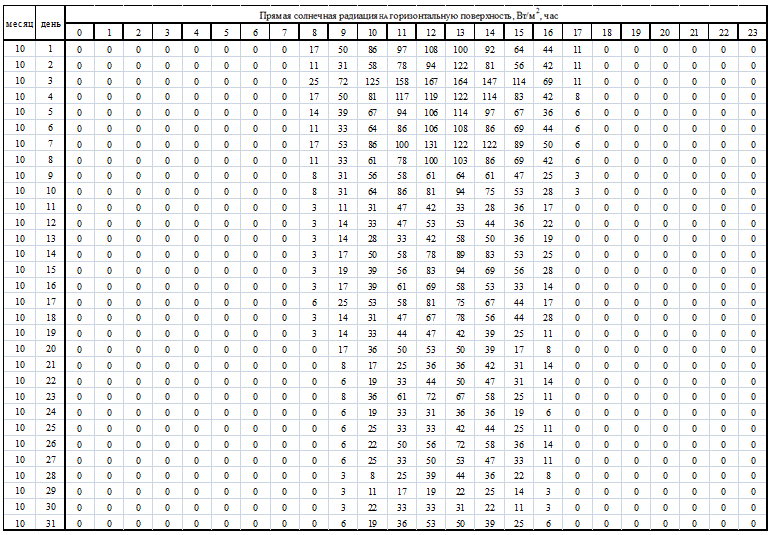 Прямая солнечная радиация на горизонтальную поверхность, Вт/м², час
месяц день 0 1 2 3 4 5 6 7 8 9 10 11 12 13 14 15 16 17 18 19 20 21 22 23
10 1 0 0 0 0 0 0 0 0 17 50 86 97 108 100 92 64 44 11 0 0 0 0 0 0
10 2 0 0 0 0 0 0 0 0 11 31 58 78 94 122 81 56 42 11 0 0 0 0 0 0
10 3 0 0 0 0 0 0 0 0 25 72 125 158 167 164 147 114 69 11 0 0 0 0 0 0
10 4 0 0 0 0 0 0 0 0 17 50 81 117 119 122 114 83 42 8 0 0 0 0 0 0
10 5 0 0 0 0 0 0 0 0 14 39 67 94 106 114 97 67 36 6 0 0 0 0 0 0
10 6 0 0 0 0 0 0 0 0 11 33 64 86 106 108 86 69 44 6 0 0 0 0 0 0
10 7 0 0 0 0 0 0 0 0 17 53 86 100 131 122 122 89 50 6 0 0 0 0 0 0
10 8 0 0 0 0 0 0 0 0 11 33 61 78 100 103 86 69 42 6 0 0 0 0 0 0
10 9 0 0 0 0 0 0 0 0 8 31 56 58 61 64 61 47 25 3 0 0 0 0 0 0
10 10 0 0 0 0 0 0 0 0 8 31 64 86 81 94 75 53 28 3 0 0 0 0 0 0
10 11 0 0 0 0 0 0 0 0 3 11 31 47 42 33 28 36 17 0 0 0 0 0 0 0
10 12 0 0 0 0 0 0 0 0 3 14 33 47 53 53 44 36 22 0 0 0 0 0 0 0
10 13 0 0 0 0 0 0 0 0 3 14 28 33 42 58 50 36 19 0 0 0 0 0 0 0
10 14 0 0 0 0 0 0 0 0 3 17 50 58 78 89 83 53 25 0 0 0 0 0 0 0
10 15 0 0 0 0 0 0 0 0 3 19 39 56 83 94 69 56 28 0 0 0 0 0 0 0
10 16 0 0 0 0 0 0 0 0 3 17 39 61 69 58 53 33 14 0 0 0 0 0 0 0
10 17 0 0 0 0 0 0 0 0 6 25 53 58 81 75 67 44 17 0 0 0 0 0 0 0
10 18 0 0 0 0 0 0 0 0 3 14 31 47 67 78 56 44 28 0 0 0 0 0 0 0
10 19 0 0 0 0 0 0 0 0 3 14 33 44 47 42 39 25 11 0 0 0 0 0 0 0
10 20 0 0 0 0 0 0 0 0 0 17 36 50 53 50 39 17 8 0 0 0 0 0 0 0
10 21 0 0 0 0 0 0 0 0 0 8 17 25 36 36 42 31 14 0 0 0 0 0 0 0
10 22 0 0 0 0 0 0 0 0 0 6 19 33 44 50 47 31 14 0 0 0 0 0 0 0
10 23 0 0 0 0 0 0 0 0 0 8 36 61 72 67 58 25 11 0 0 0 0 0 0 0
10 24 0 0 0 0 0 0 0 0 0 6 19 33 31 36 36 19 6 0 0 0 0 0 0 0
10 25 0 0 0 0 0 0 0 0 0 6 25 33 33 42 44 25 11 0 0 0 0 0 0 0
10 26 0 0 0 0 0 0 0 0 0 6 22 50 56 72 58 36 14 0 0 0 0 0 0 0
10 27 0 0 0 0 0 0 0 0 0 6 25 33 50 53 47 33 11 0 0 0 0 0 0 0
10 28 0 0 0 0 0 0 0 0 0 3 8 25 39 44 36 22 8 0 0 0 0 0 0 0
10 29 0 0 0 0 0 0 0 0 0 3 11 17 19 22 25 14 3 0 0 0 0 0 0 0
10 30 0 0 0 0 0 0 0 0 0 3 22 33 33 31 22 11 3 0 0 0 0 0 0 0
10 31 0 0 0 0 0 0 0 0 0 6 19 36 53 50 39 25 6 0 0 0 0 0 0 0